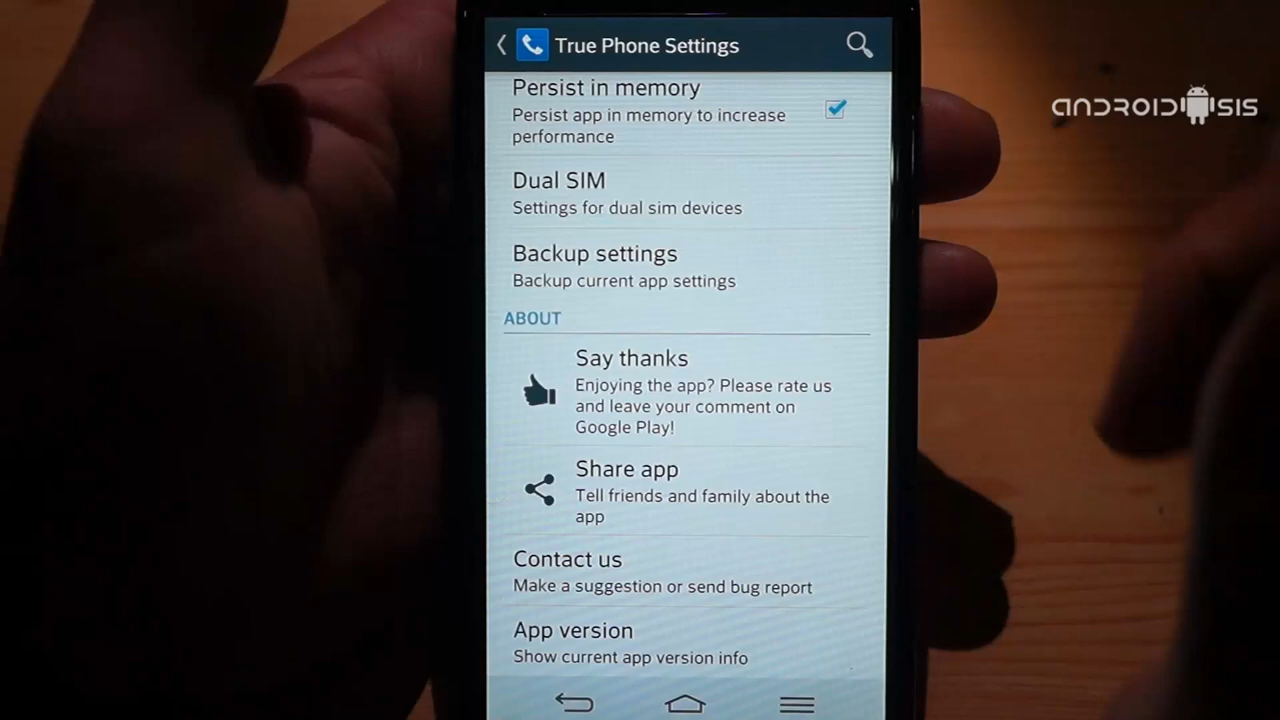 True Phone Settings
ANDROIDSIS
Persist in memory
Persist app in memory to increase
performance
Dual SIM
Settings for dual sim devices
Backup settings
Backup current app settings
ABOUT
Say thanks
Enjoying the app? Please rate us
and leave your comment on
Google Play!
Share app
Tell friends and family about the
app
Contact us
Make a suggestion or send bug report
App version
Show current app version info